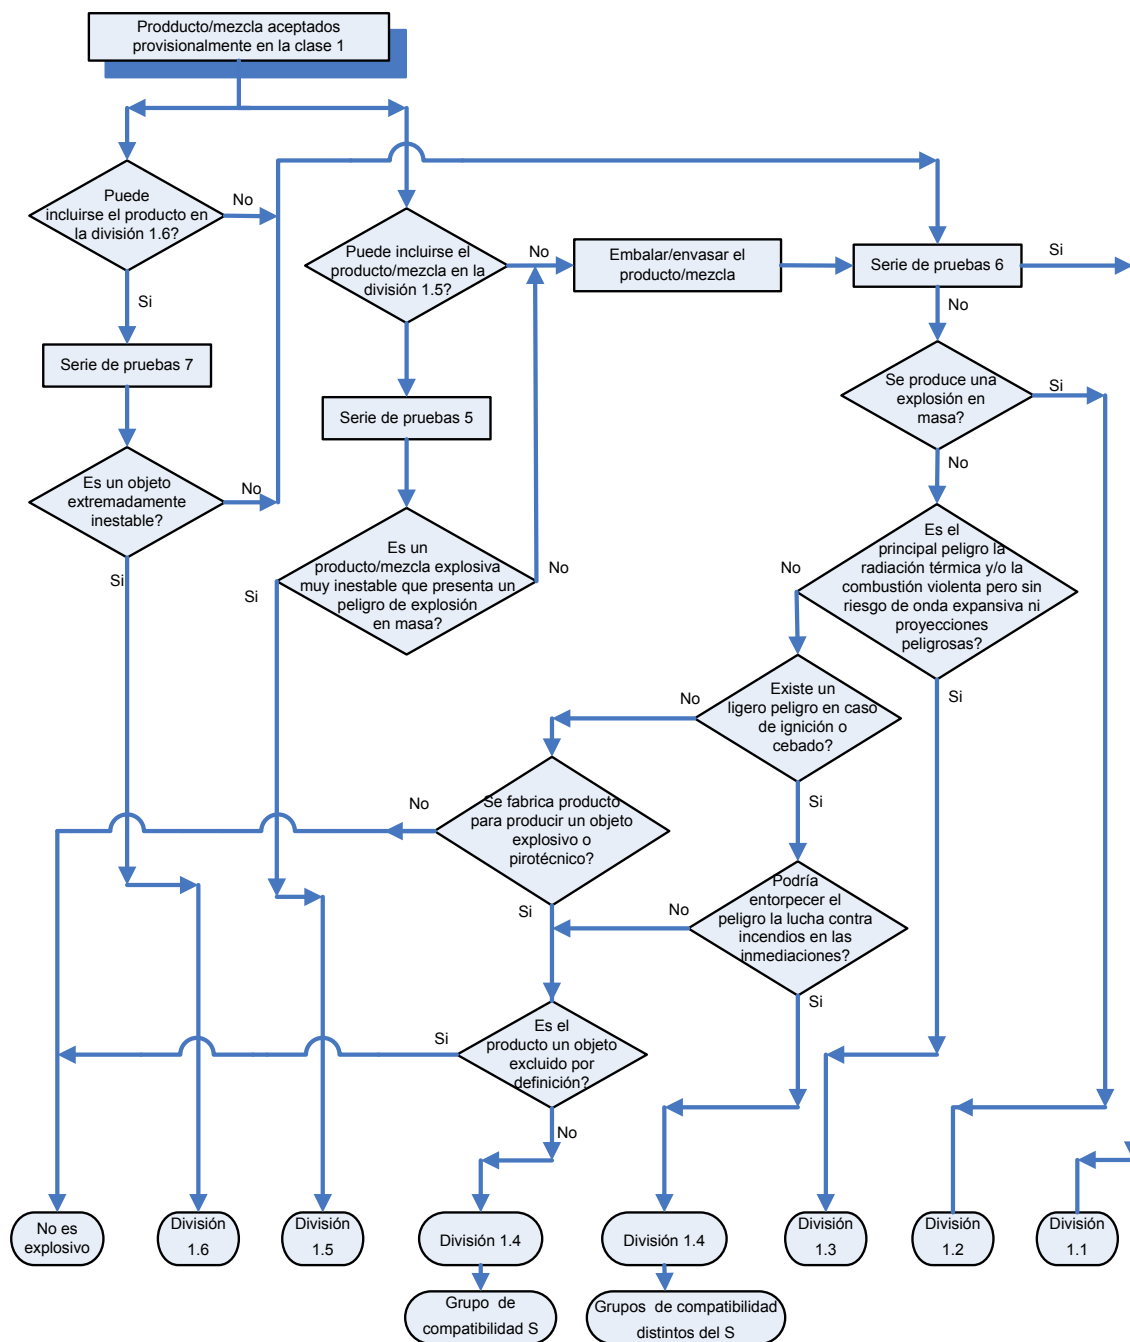 Prodducto/mezcla aceptados
provisionalmente en la clase 1
Puede
incluirse el producto en
la división 1.6?
No
Si
Puede incluirse el
producto/mezcla en la
división 1.5?
No
Embalar/envasar el
producto/mezcla
Serie de pruebas 6
Si
No
Serie de pruebas 7
Serie de pruebas 5
Se produce una
explosión en
masa?
Si
No
Es un objeto
extremadamente
inestable?
No
Si
Es un
producto/mezcla explosiva
muy inestable que presenta un
peligro de explosión
en masa?
No
Si
Es el
principal peligro la
radiación térmica y/o la
combustión violenta pero sin
riesgo de onda expansiva ni
proyecciones
peligrosas?
No
Si
Existe un
ligero peligro en caso
de ignición o
cebado?
No
Si
Se fabrica producto
para producir un objeto
explosivo o
pirotécnico?
No
Si
Podría
entorpecer el
peligro la lucha contra
incendios en las
inmediaciones?
No
Si
Es el
producto un objeto
excluido por
definición?
Si
No
No es
explosivo
División
1.6
División
1.5
División 1.4
División 1.4
División
1.3
División
1.2
División
1.1
Grupo de
compatibilidad S
Grupos de compatibilidad
distintos del S